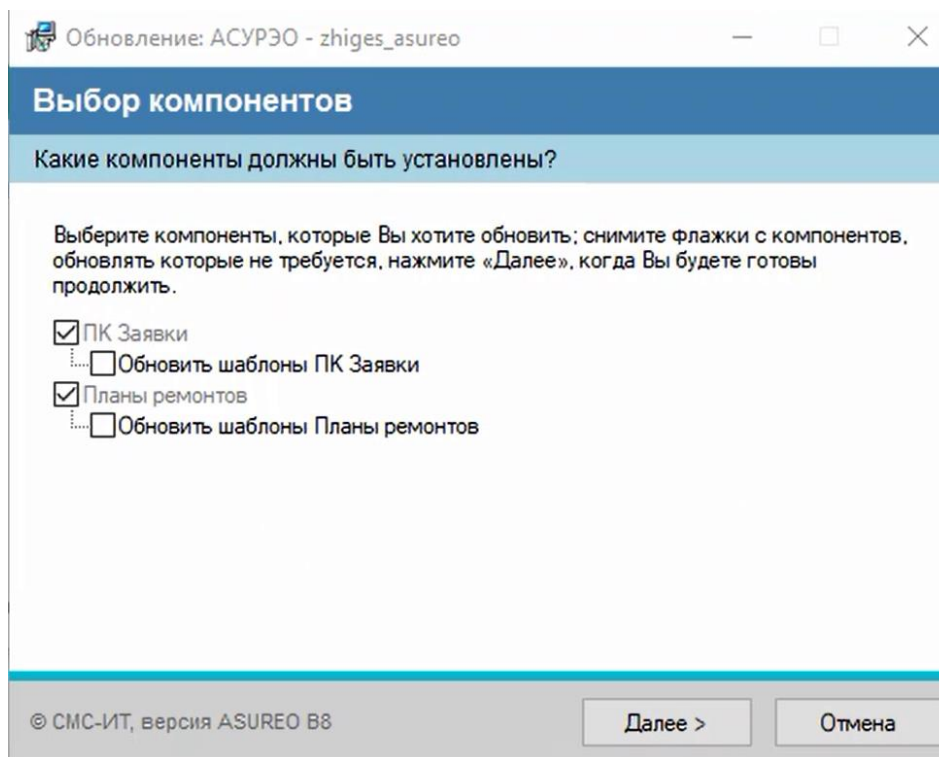 Обновление: АСУРЭО - zhiges_asureo
Выбор компонентов
Какие компоненты должны быть установлены?
Выберите компоненты, которые Вы хотите обновить; снимите флажки с компонентов,
обновлять которые не требуется, нажмите «Далее», когда Вы будете готовы
продолжить.
ПК Заявки
Обновить шаблоны ПК Заявки
Планы ремонтов
Обновить шаблоны Планы ремонтов
© СМС-ИТ, версия ASUREO B8
Далее >
Отмена